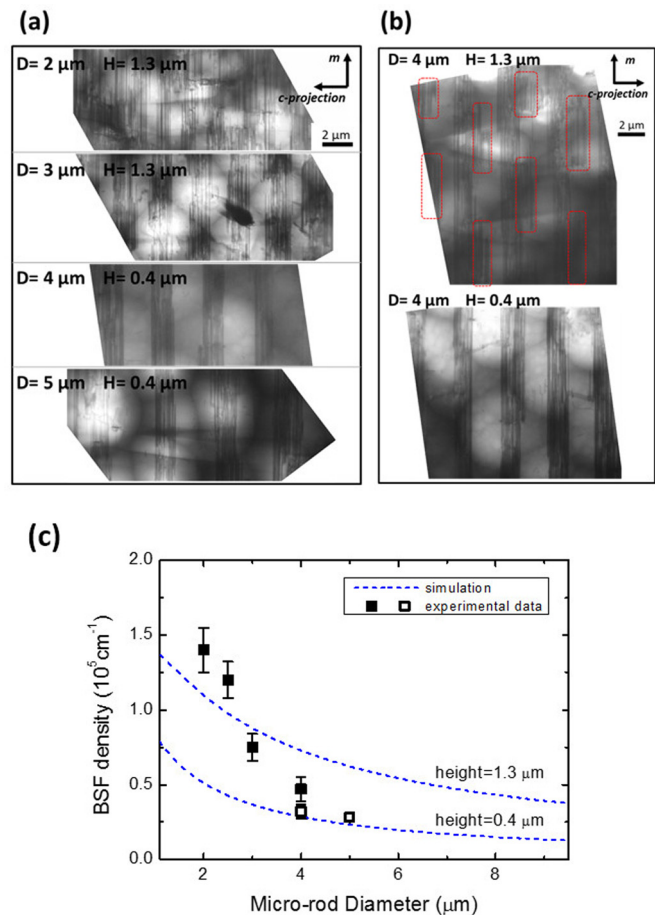 (a)
D= 2 μm H= 1.3 μm
m
c-projection
2 μm
D= 3 μm H= 1.3 μm
D= 4 μm H= 0.4 μm
D= 5 μm H= 0.4 μm
(b)
D= 4 μm H= 1.3 μm
m
c-projection
2 μm
D= 4 μm H= 0.4 μm
(c)
2.0
1.5
1.0
0.5
0.0
BSF density (10⁵cm⁻¹)
simulation
experimental data
height=1.3 μm
height=0.4 μm
2 4 6 8
Micro-rod Diameter (μm)